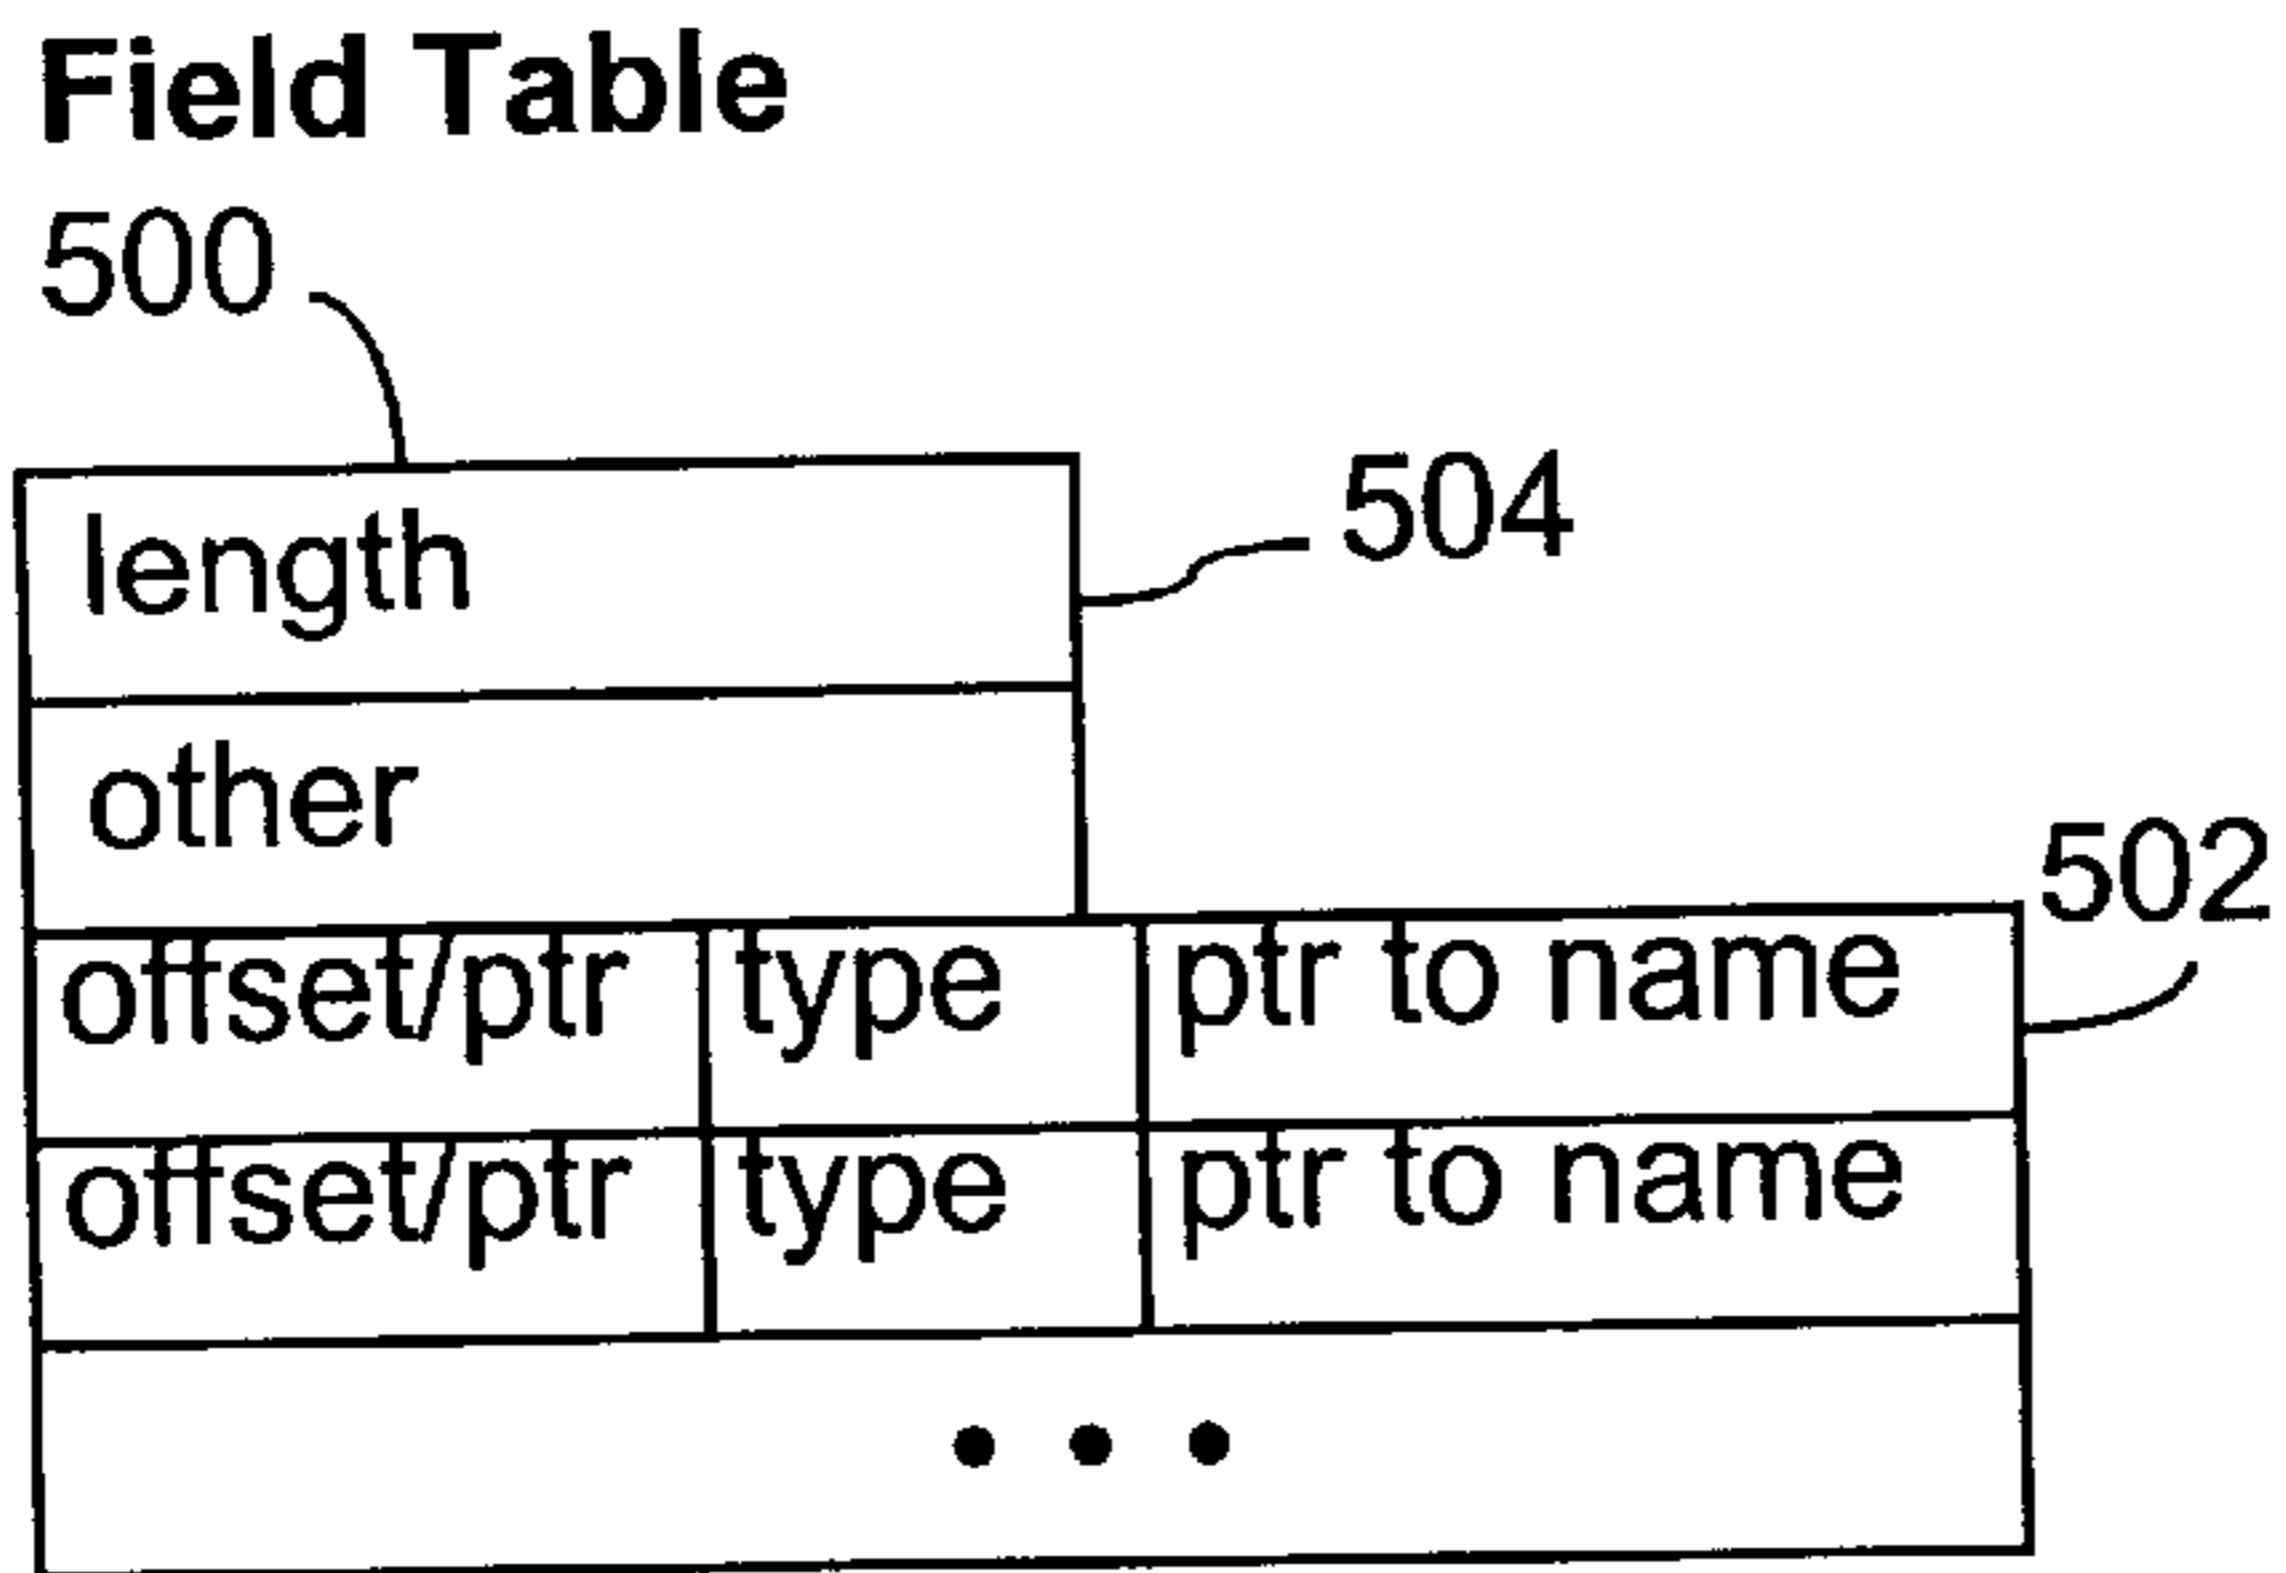 Field Table
500
length
504
other
502
offset/ptr type ptr to name
offset/ptr type ptr to name
• • •